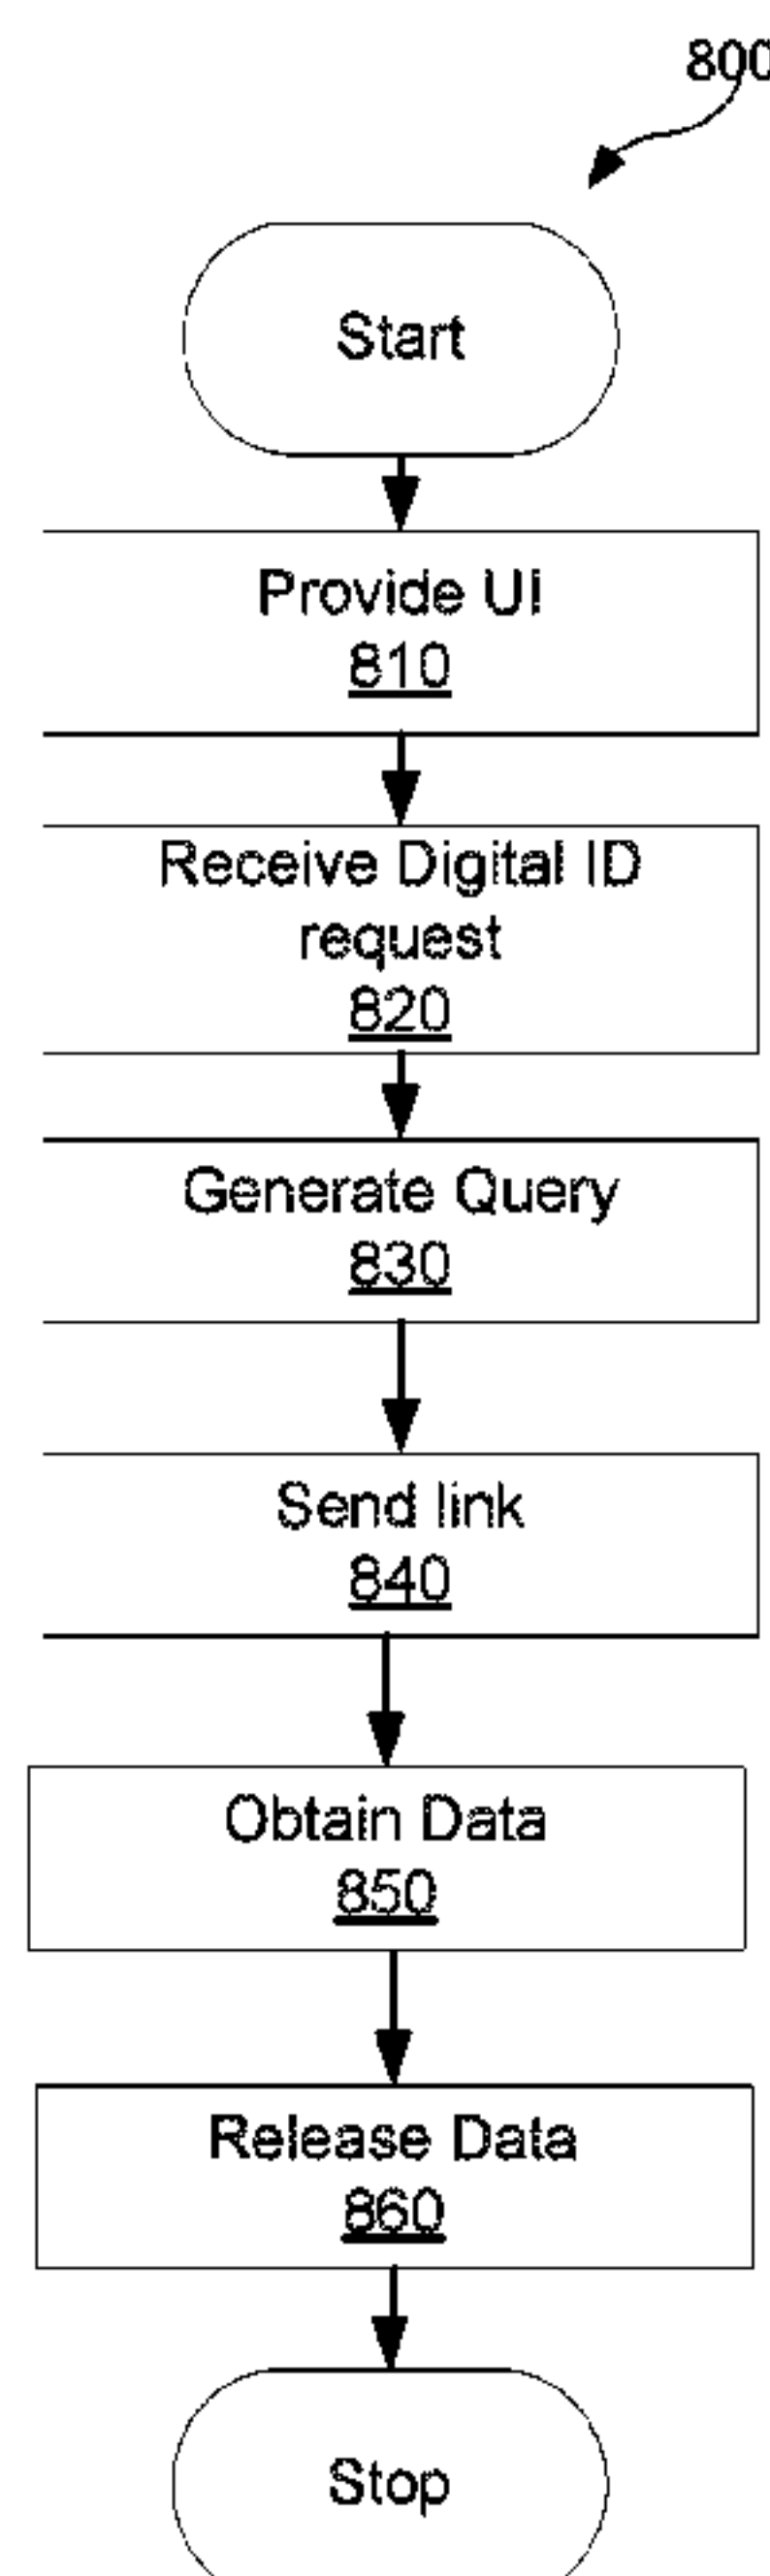 800
Start
Provide UI
810
Receive Digital ID
request
820
Generate Query
830
Send link
840
Obtain Data
850
Release Data
860
Stop